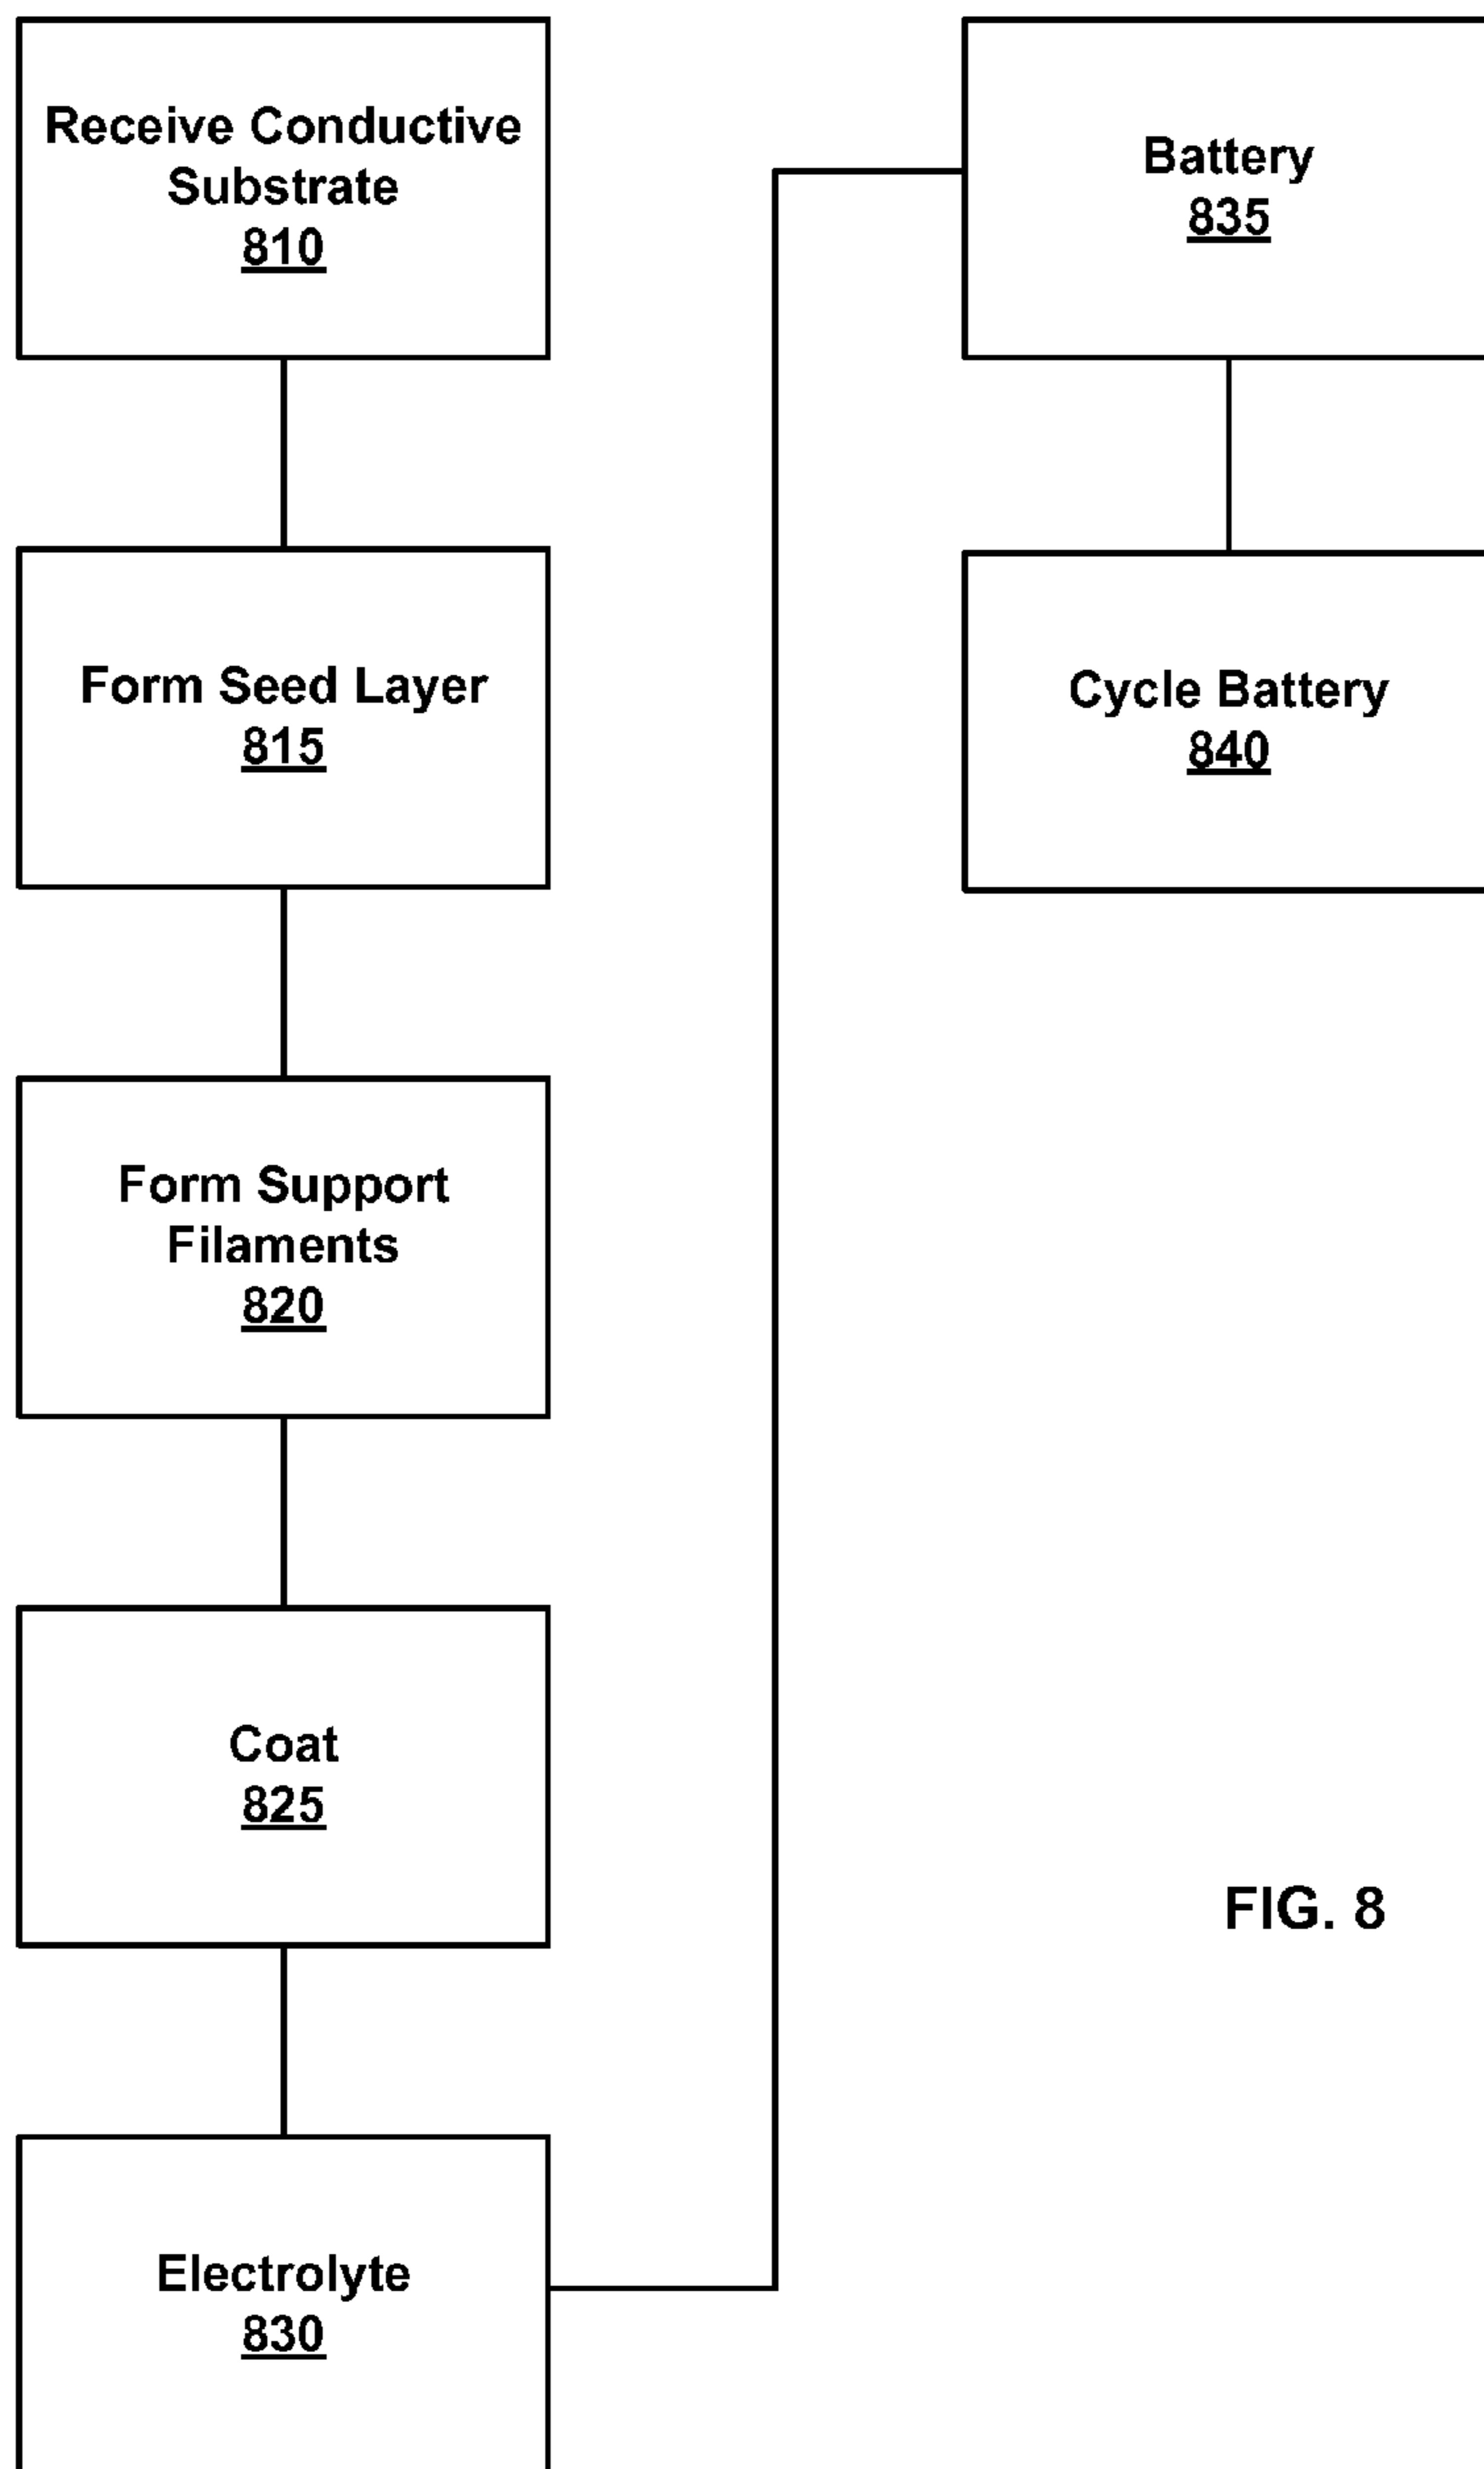 Receive Conductive
Substrate
810
Form Seed Layer
815
Form Support
Filaments
820
Coat
825
Electrolyte
830
Battery
835
Cycle Battery
840
FIG. 8